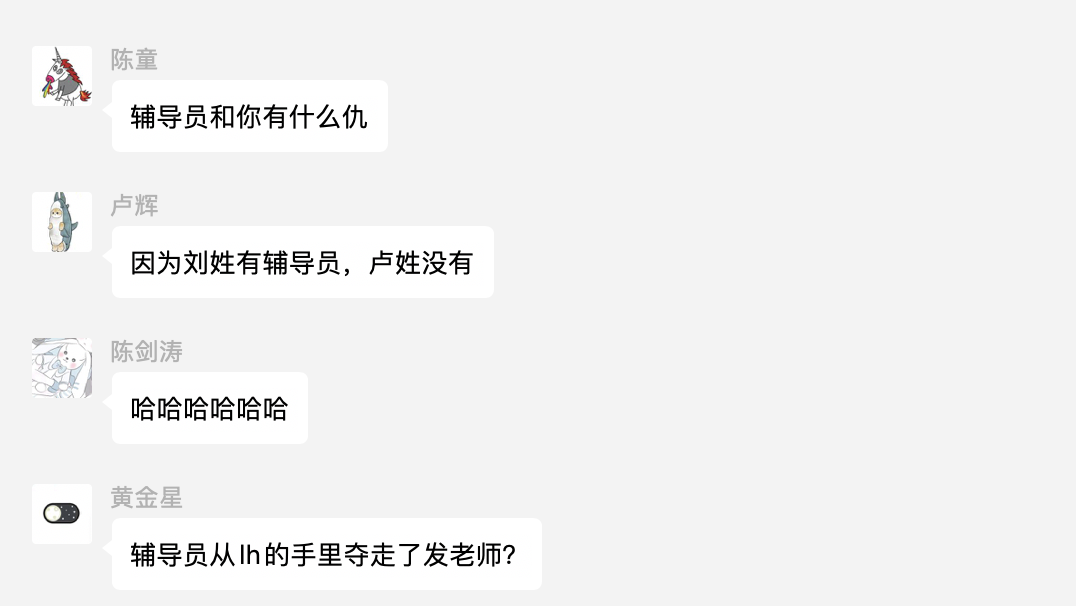 陈童
辅导员和你有什么仇
卢辉
因为刘姓有辅导员，卢姓没有
陈剑涛
哈哈哈哈哈哈
黄金星
辅导员从lh的手里夺走了发老师？